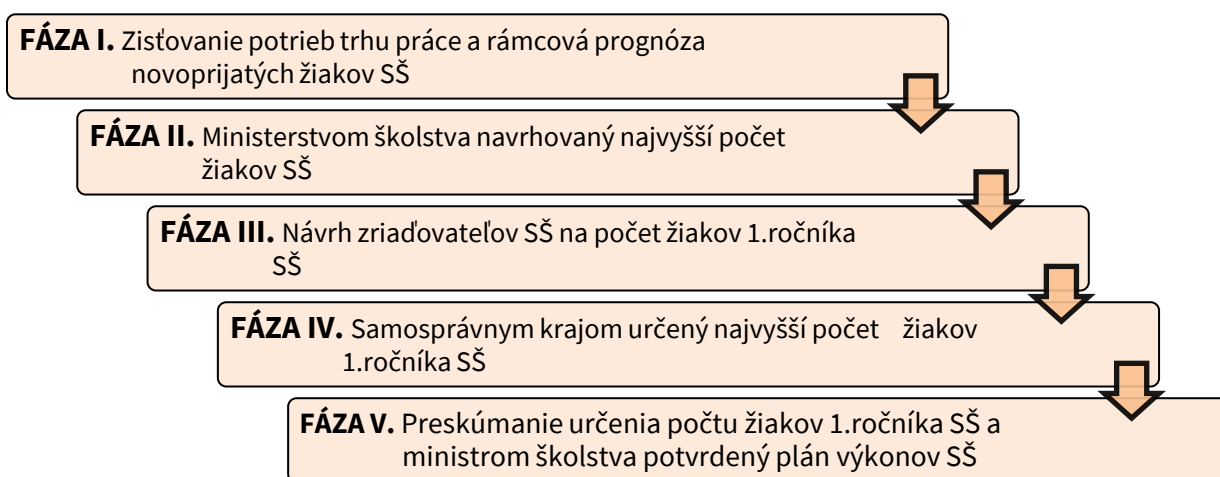 FÁZA I. Zisťovanie potrieb trhu práce a rámcová prognóza
novoprijatých žiakov SŠ
FÁZA II. Ministerstvom školstva navrhovaný najvyšší počet
žiakov SŠ
FÁZA III. Návrh zriaďovateľov SŠ na počet žiakov 1.ročníka
SŠ
FÁZA IV. Samosprávnym krajom určený najvyšší počet žiakov
1.ročníka SŠ
FÁZA V. Preskúmanie určenia počtu žiakov 1.ročníka SŠ a
ministrom školstva potvrdený plán výkonov SŠ